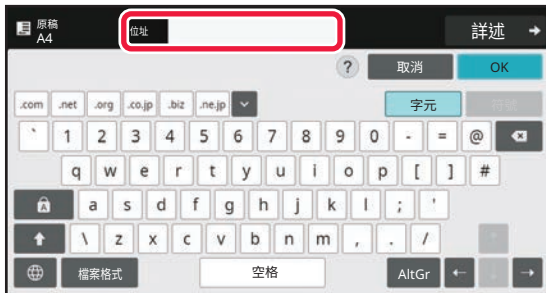 原稿
A4
位址
詳述
?
取消
OK
.com .net .org .co.jp .biz .ne.jp
字元
符號
` 1 2 3 4 5 6 7 8 9 0 - = @
q w e r t y u i o p [ ] #
A a s d f g h j k l ; '
\ z x c v b n m , . /
檔案格式 空格 AltGr